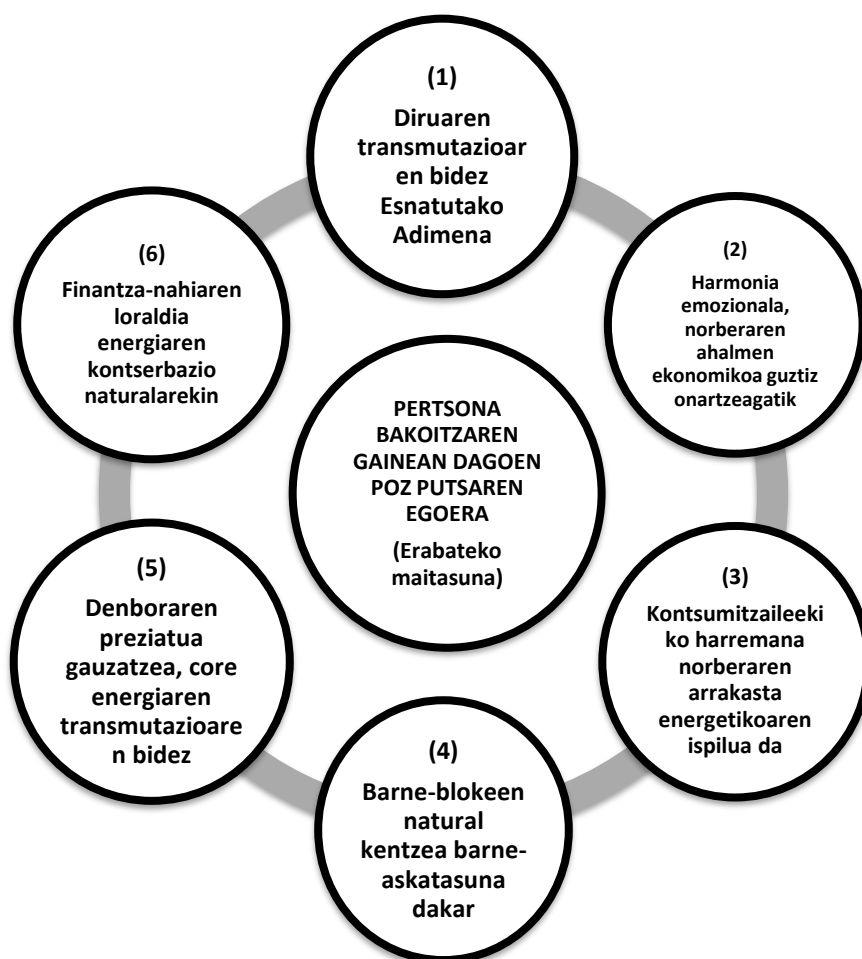 (1)
Diruaren
transmutazioar
en bidez
Esnatutako
Adimena
(2)
Harmonia
emozionala,
norberaren
ahalmen
ekonomikoa guztiz
onartzeagatik
(3)
Kontsumitzaileeki
ko harremana
norberaren
arrakasta
energetikoaren
ispilua da
(4)
Barne-blokeen
natural
kentzea barne-
askatasuna
dakar
(5)
Denboraren
preziatua
gauzatzea, core
energiaren
transmutazioare
n bidez
(6)
Finantza-nahiaren
loraldia
energiaren
kontserbazio
naturalarekin
PERTSONA
BAKOITZAREN
GAINEAN DAGOEN
POZ PUTSAREN
EGOERA
(Erabateko
maitasuna)